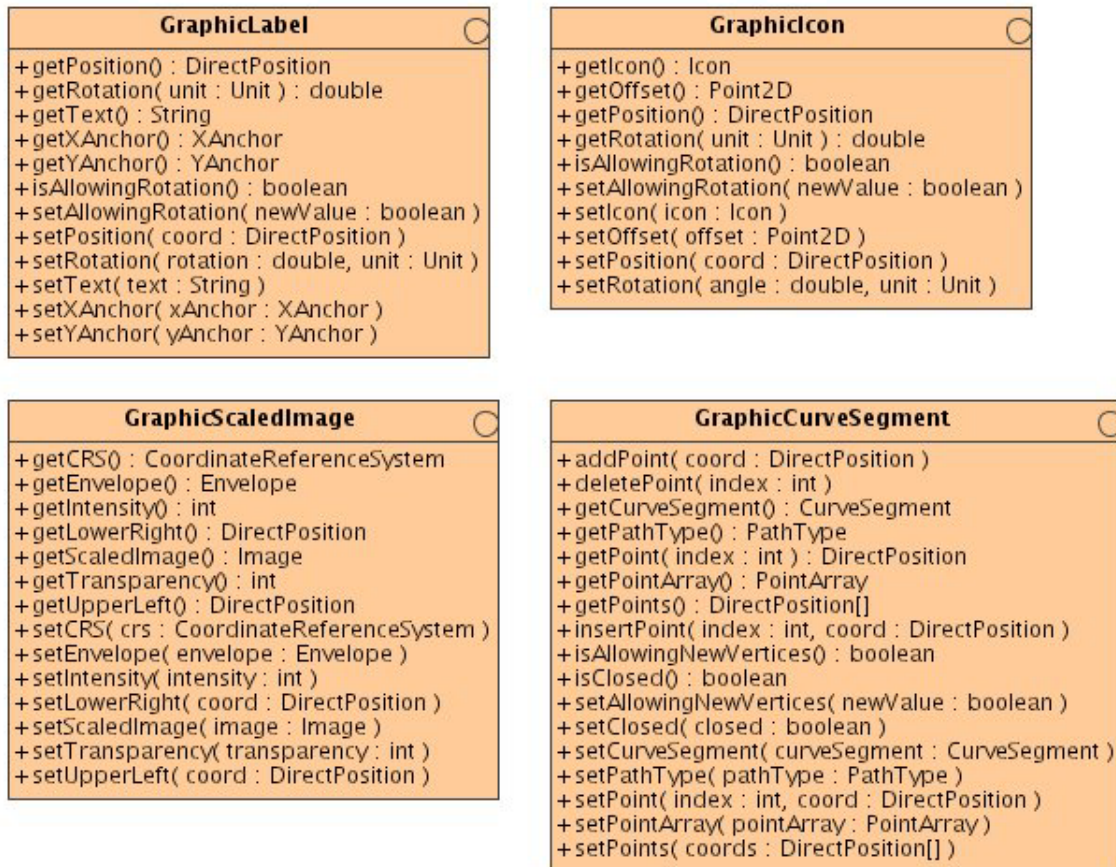 GraphicLabel
+getPosition() : DirectPosition
+getRotation( unit : Unit ) : double
+getText() : String
+getXAnchor() : XAnchor
+getYAnchor() : YAnchor
+isAllowingRotation() : boolean
+setAllowingRotation( newValue : boolean )
+setPosition( coord : DirectPosition )
+setRotation( rotation : double, unit : Unit )
+setText( text : String )
+setXAnchor( xAnchor : XAnchor )
+setYAnchor( yAnchor : YAnchor )
GraphicIcon
+getIcon() : Icon
+getOffset() : Point2D
+getPosition() : DirectPosition
+getRotation( unit : Unit ) : double
+isAllowingRotation() : boolean
+setAllowingRotation( newValue : boolean )
+setIcon( icon : Icon )
+setOffset( offset : Point2D )
+setPosition( coord : DirectPosition )
+setRotation( angle : double, unit : Unit )
GraphicScaledImage
+getCRS() : CoordinateReferenceSystem
+getEnvelope() : Envelope
+getIntensity() : int
+getLowerRight() : DirectPosition
+getScaledImage() : Image
+getTransparency() : int
+getUpperLeft() : DirectPosition
+setCRS( crs : CoordinateReferenceSystem )
+setEnvelope( envelope : Envelope )
+setIntensity( intensity : int )
+setLowerRight( coord : DirectPosition )
+setScaledImage( image : Image )
+setTransparency( transparency : int )
+setUpperLeft( coord : DirectPosition )
GraphicCurveSegment
+addPoint( coord : DirectPosition )
+deletePoint( index : int )
+getCurveSegment() : CurveSegment
+getPathType() : PathType
+getPoint( index : int ) : DirectPosition
+getPointArray() : PointArray
+getPoints() : DirectPosition[]
+insertPoint( index : int, coord : DirectPosition )
+isAllowingNewVertices() : boolean
+isClosed() : boolean
+setAllowingNewVertices( newValue : boolean )
+setClosed( closed : boolean )
+setCurveSegment( curveSegment : CurveSegment )
+setPathType( pathType : PathType )
+setPoint( index : int, coord : DirectPosition )
+setPointArray( pointArray : PointArray )
+setPoints( coords : DirectPosition[] )